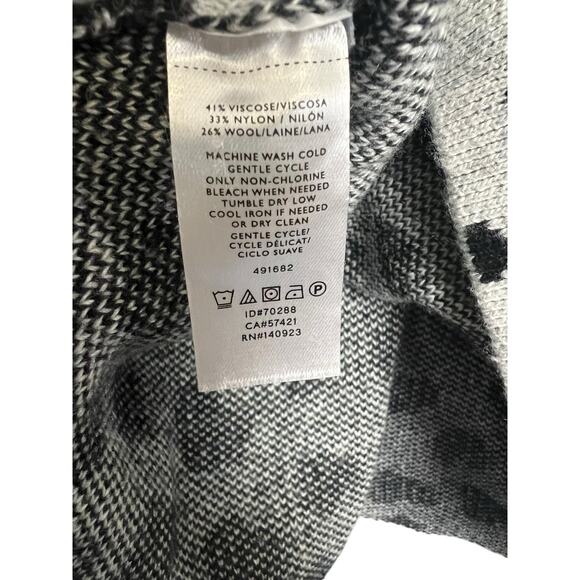 41% VISCOSE/VISCOSA
33% NYLON / NILÓN
26% WOOL/LAINE/LANA
MACHINE WASH COLD
GENTLE CYCLE
ONLY NON-CHLORINE
BLEACH WHEN NEEDED
TUMBLE DRY LOW
COOL IRON IF NEEDED
OR DRY CLEAN
GENTLE CYCLE/
CYCLE DÉLICAT/
CICLO SUAVE
491682
P
ID#70288
CA#57421
RN#140923